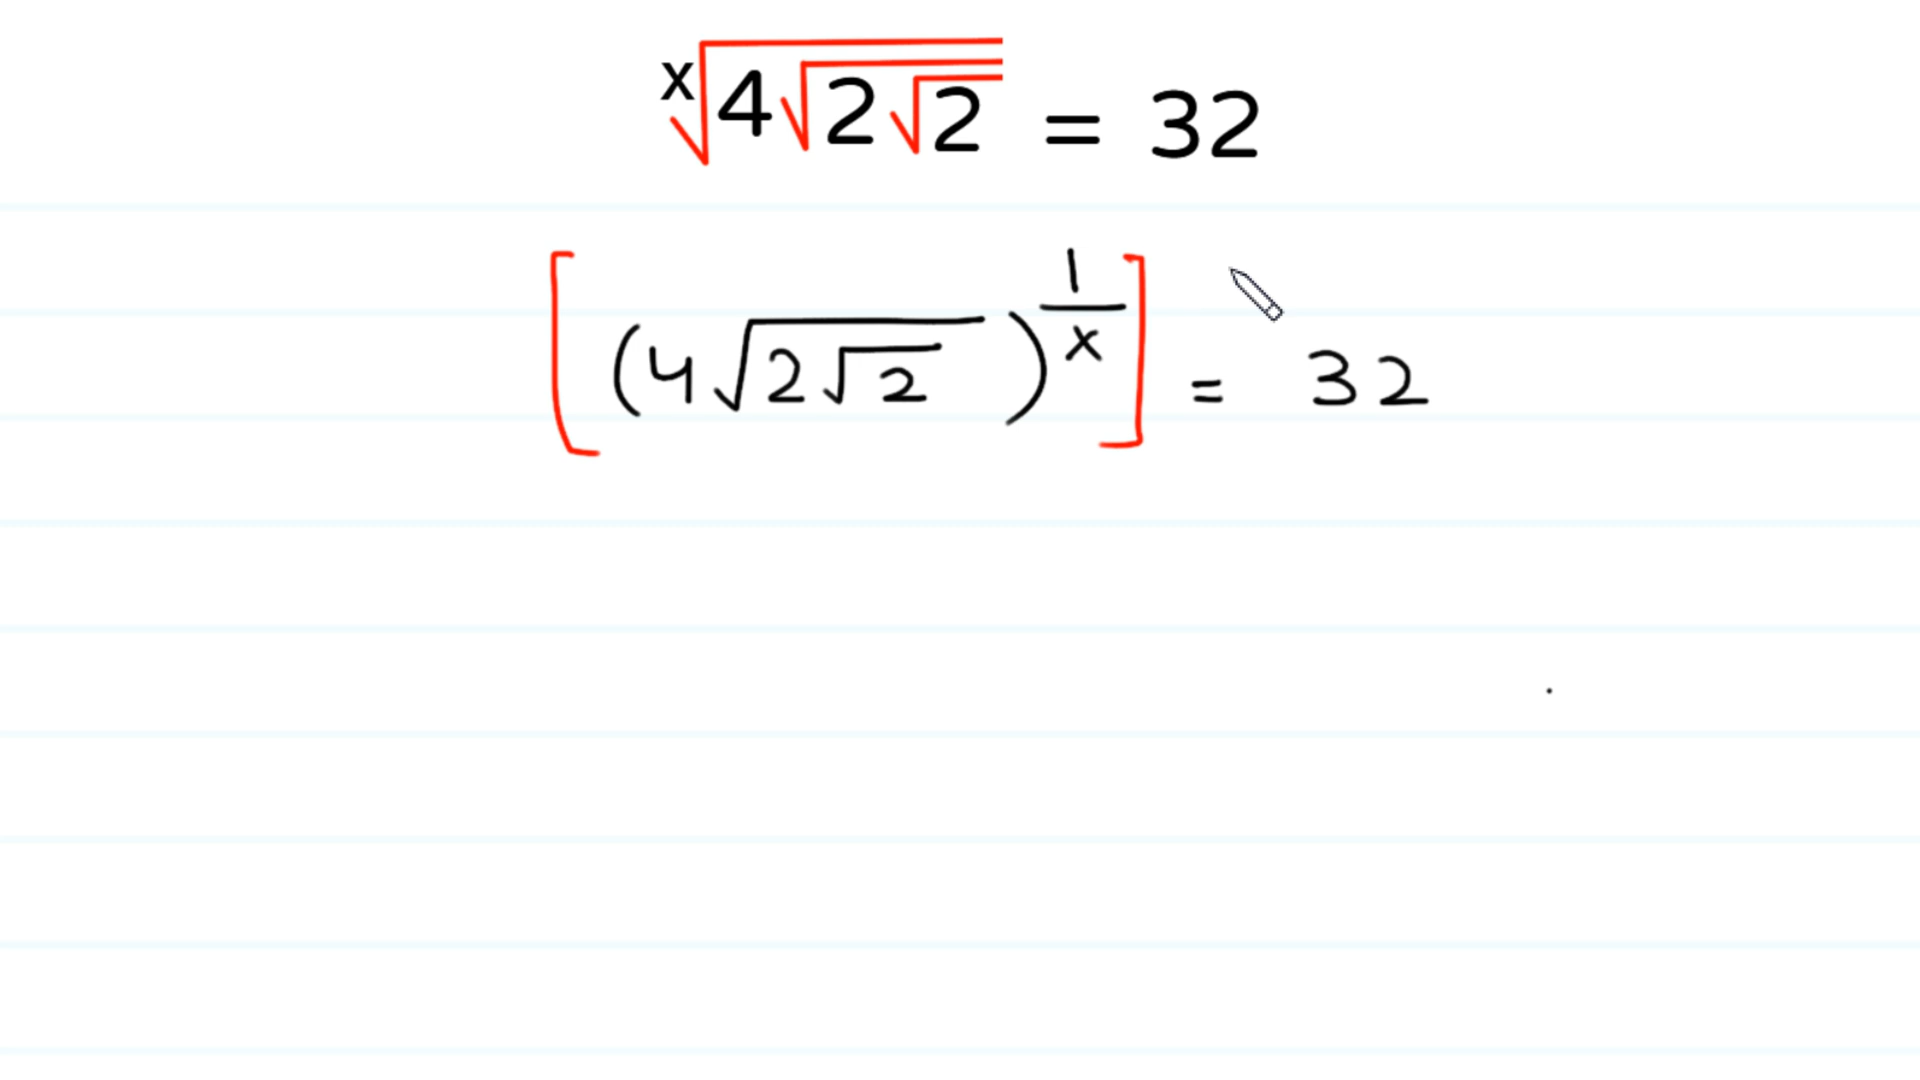 ˣ√(4√(2√2)) = 32
[(4√(2√2))^(1/x)] = 32